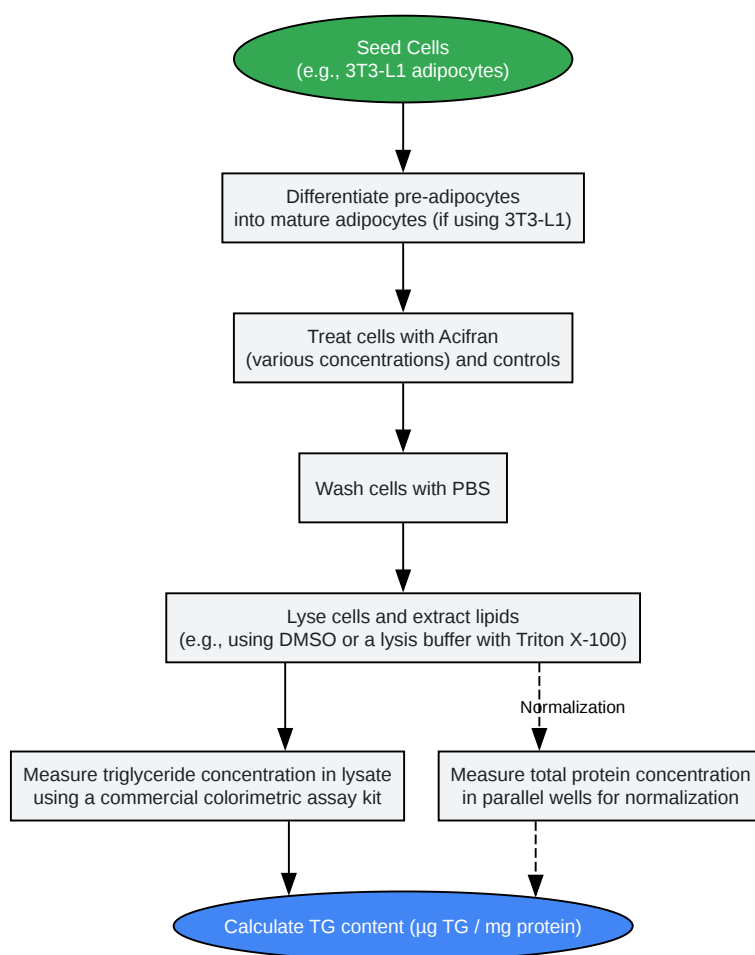 Seed Cells
(e.g., 3T3-L1 adipocytes)
Differentiate pre-adipocytes
into mature adipocytes (if using 3T3-L1)
Treat cells with Acifran
(various concentrations) and controls
Wash cells with PBS
Lyse cells and extract lipids
(e.g., using DMSO or a lysis buffer with Triton X-100)
Normalization
Measure triglyceride concentration in lysate
using a commercial colorimetric assay kit
Measure total protein concentration
in parallel wells for normalization
Calculate TG content (µg TG / mg protein)